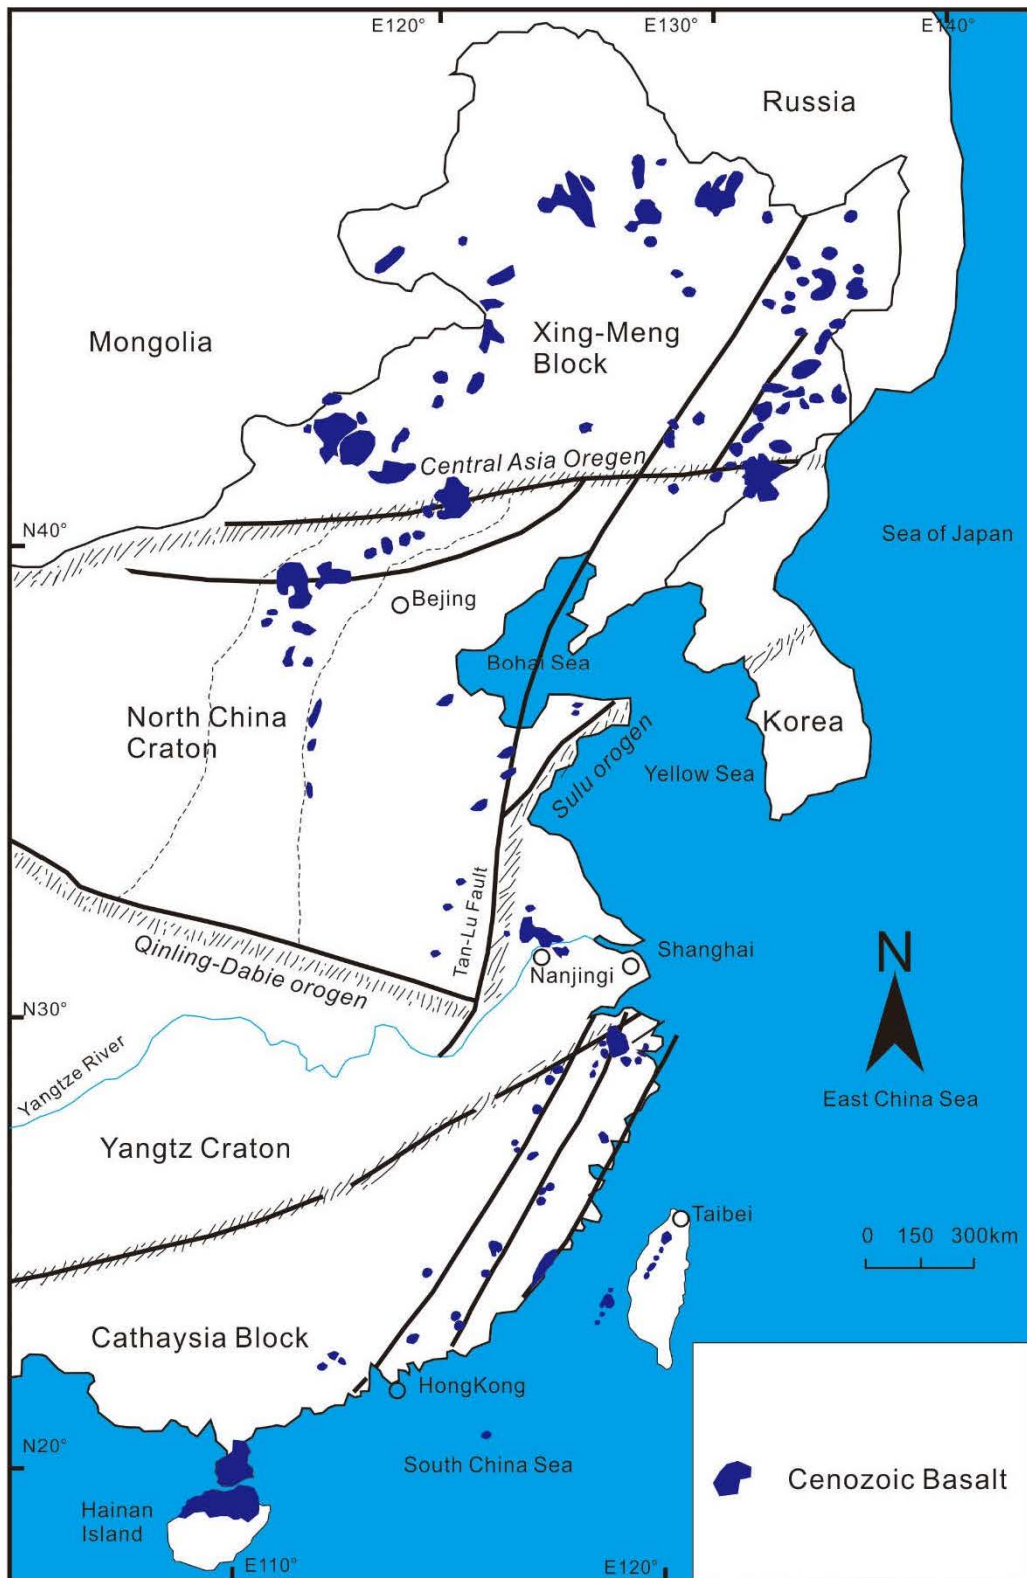 E120°
E130°
E140°
Russia
Mongolia
Xing-Meng
Block
Central Asia Oregen
N40°
Sea of Japan
Bejing
Bohai Sea
North China
Craton
Korea
Sulu orogen
Yellow Sea
Tan-Lu Fault
Qinling-Dabie orogen
Shanghai
Nanjingi
N
N30°
Yangtze River
East China Sea
Yangtz Craton
Taibei
0 150 300km
Cathaysia Block
HongKong
N20°
South China Sea
Cenozoic Basalt
Hainan
Island
E110°
E120°